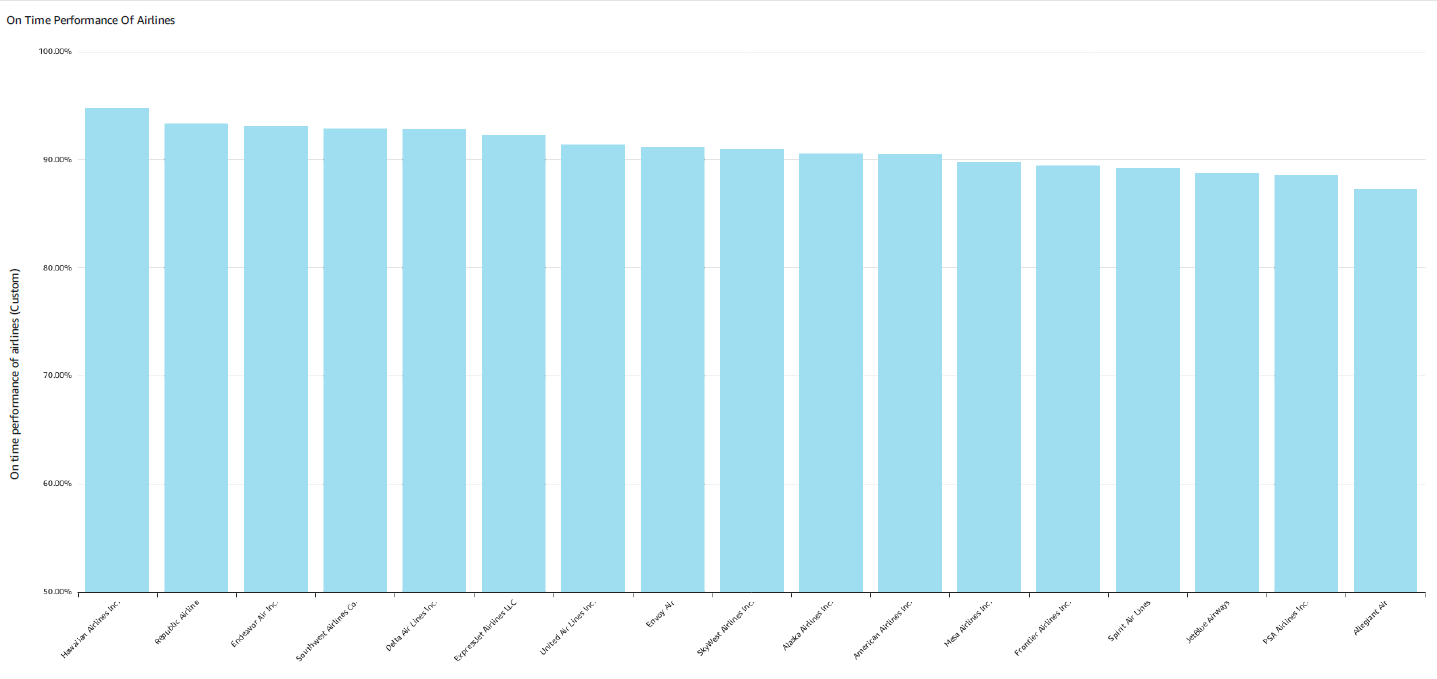 On Time Performance Of Airlines
On time performance of airlines (Custom)
100.00%
90.00%
80.00%
70.00%
60.00%
50.00%
Hawaiian Airlines Inc.
Republic Airline
Endeavor Air Inc.
Southwest Airlines Co.
Delta Air Lines Inc.
ExpressJet Airlines LLC
United Air Lines Inc.
Envoy Air
SkyWest Airlines Inc.
Alaska Airlines Inc.
American Airlines Inc.
Mesa Airlines Inc.
Frontier Airlines Inc.
Spirit Air Lines
JetBlue Airways
PSA Airlines Inc.
Allegiant Air